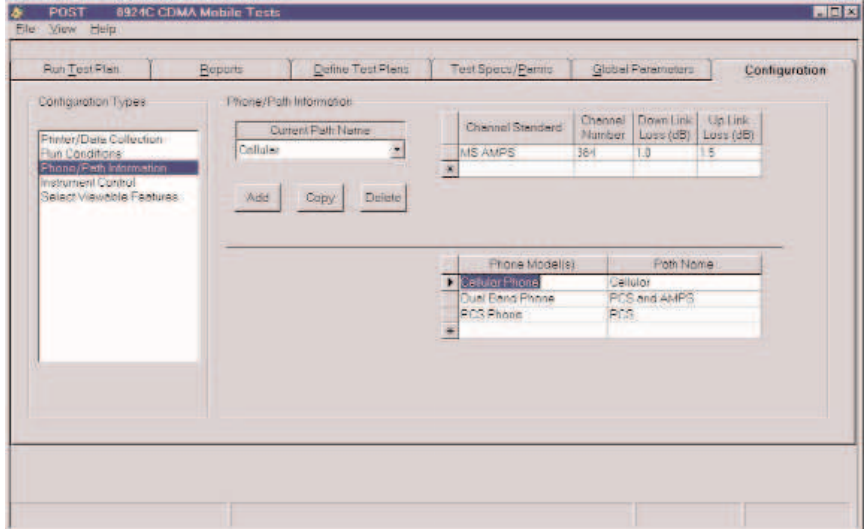 POST 8924C CDMA Mobile Tests
File View Help
Run Test Plan
Reports
Define Test Plans
Test Specs/Parms
Global Parameters
Configuration
Configuration Types
Printer/Data Collection
Run Conditions
Phone/Path Information
Instrument Control
Select Viewable Features
Phone/Path Information
Current Path Name
Cellular
Add
Copy
Delete
Channel Standard
Channel Number
Down Link Loss (dB)
Up Link Loss (dB)
MS AMPS 384 1.0 1.5
Phone Model(s) Path Name
Cellular Phone Cellular
Dual Band Phone PCS and AMPS
PCS Phone PCS